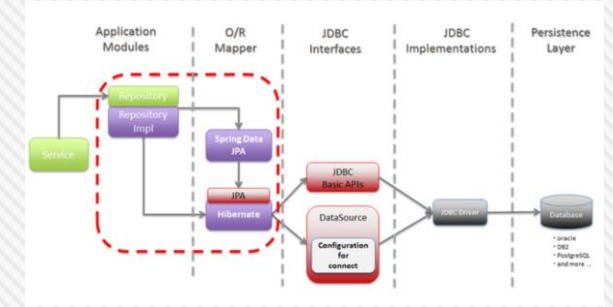 Application
Modules
O/R
Mapper
JDBC
Interfaces
JDBC
Implementations
Persistence
Layer
Repository
Repository
Impl
Service
Spring Data
JPA
JPA
Hibernate
JDBC
Basic APIs
DataSource
Configuration
for
connect
JDBC Driver
Database
• oracle
• DB2
• PostgreSQL
• and more ...